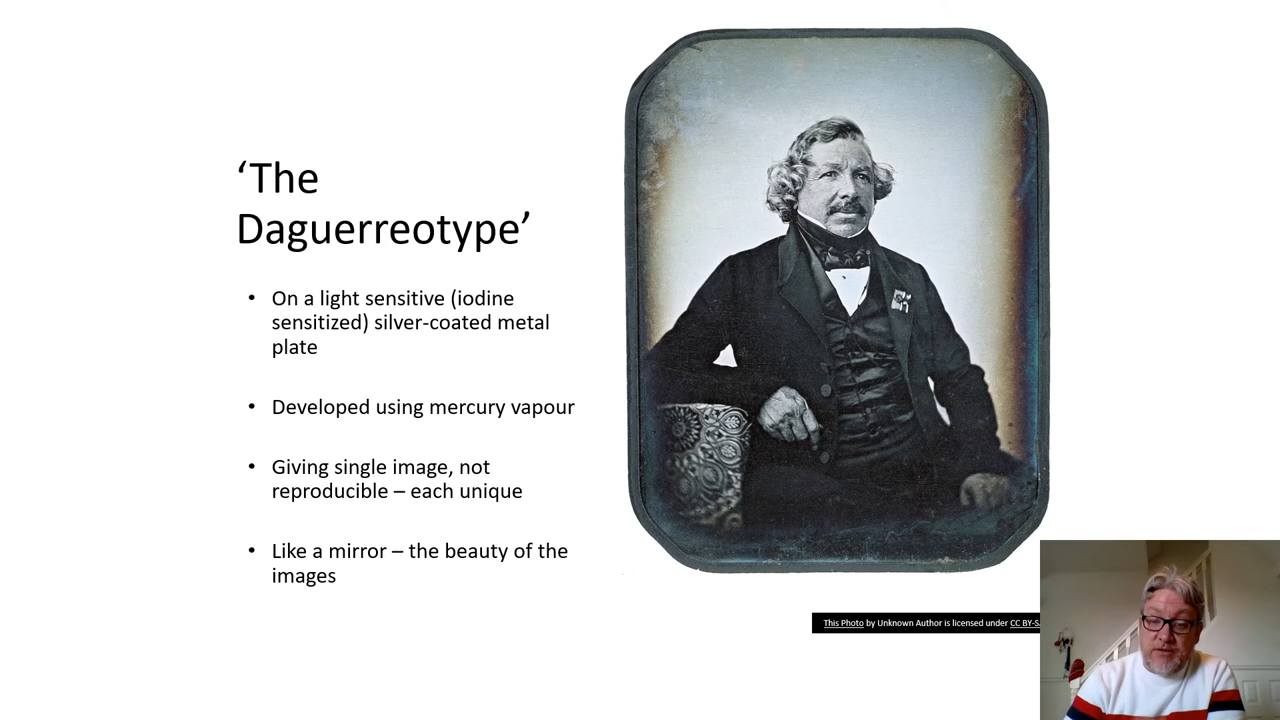 ‘The
Daguerreotype’
• On a light sensitive (iodine
sensitized) silver-coated metal
plate
• Developed using mercury vapour
• Giving single image, not
reproducible – each unique
• Like a mirror – the beauty of the
images
This Photo by Unknown Author is licensed under CC BY-S